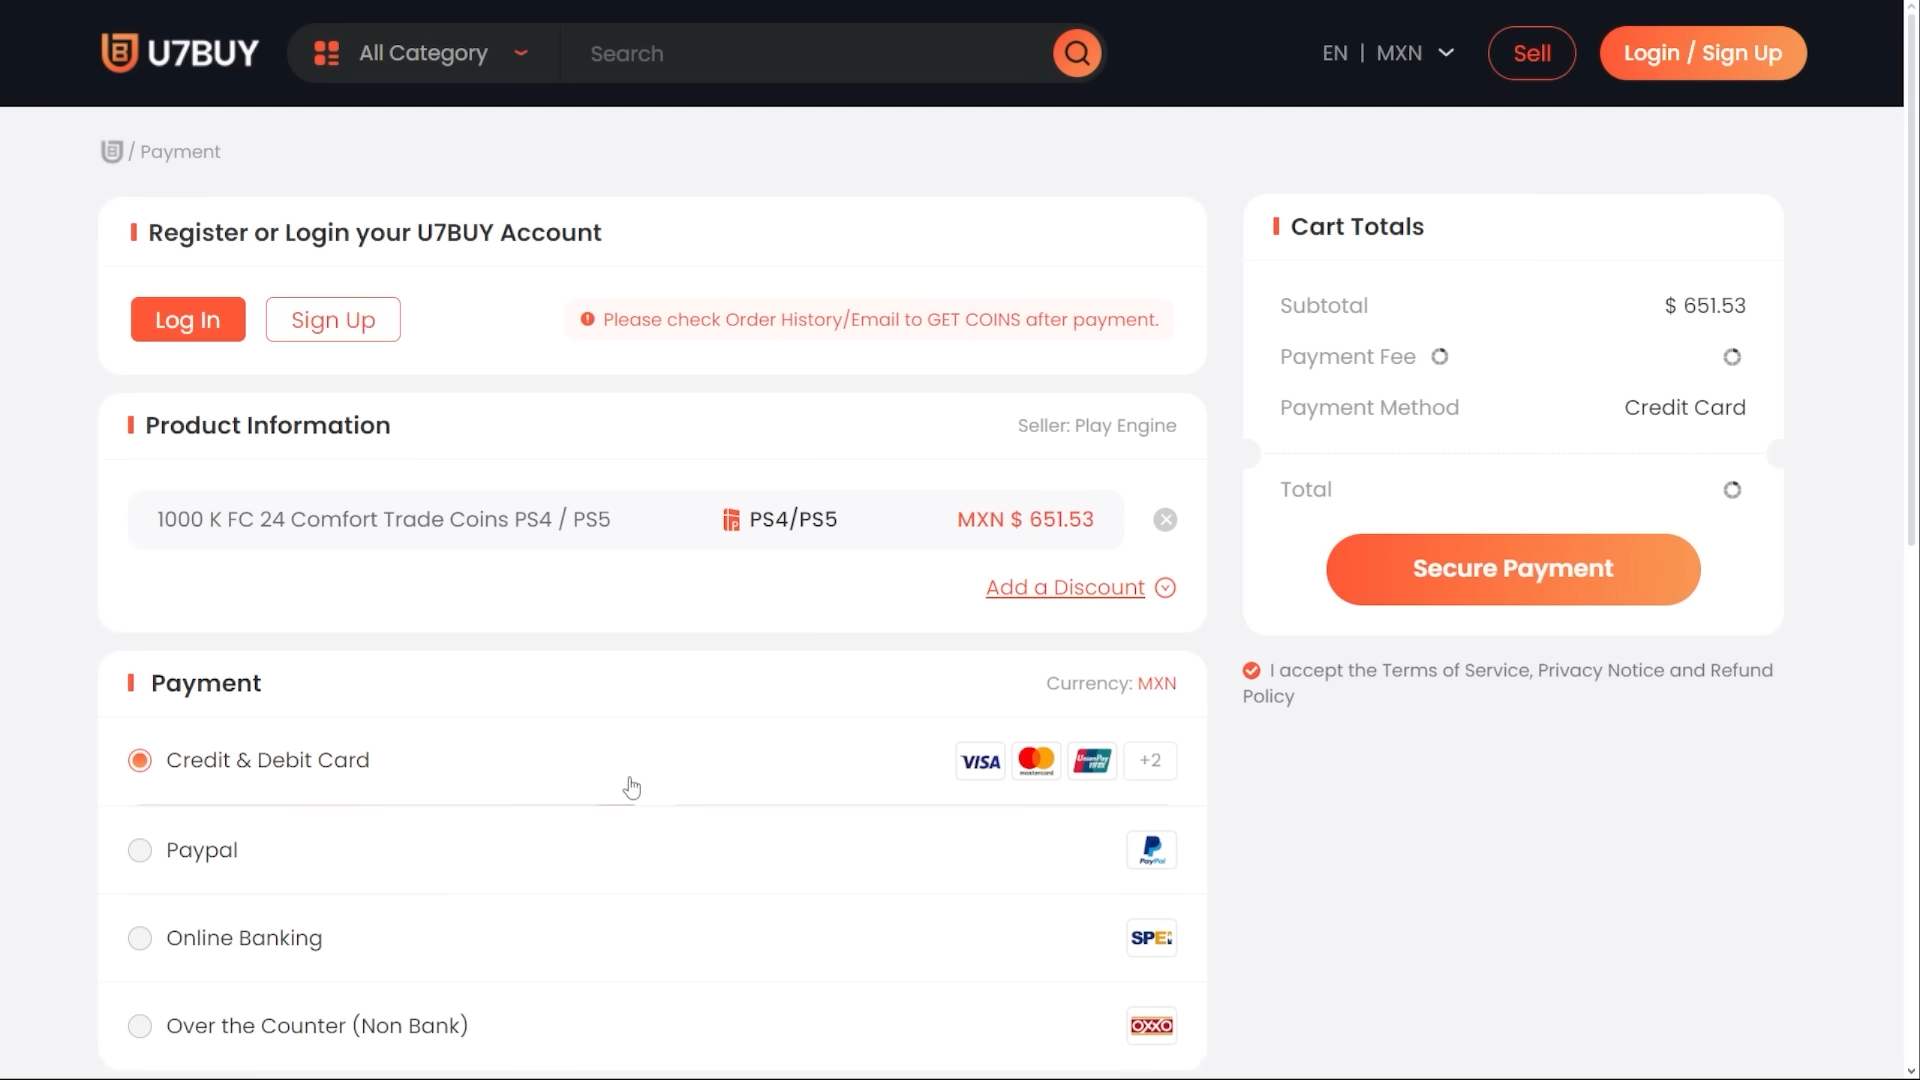 U7BUY
All Category
Search
EN | MXN
Sell
Login / Sign Up
/ Payment
Register or Login your U7BUY Account
Log In
Sign Up
Please check Order History/Email to GET COINS after payment.
Product Information
Seller: Play Engine
1000 K FC 24 Comfort Trade Coins PS4 / PS5
PS4/PS5
MXN $ 651.53
Add a Discount
Payment
Currency: MXN
Credit & Debit Card
VISA
mastercard
UnionPay
+2
Paypal
PayPal
Online Banking
SPEI
Over the Counter (Non Bank)
OXXO
Cart Totals
Subtotal
$ 651.53
Payment Fee
Payment Method
Credit Card
Total
Secure Payment
I accept the Terms of Service, Privacy Notice and Refund
Policy